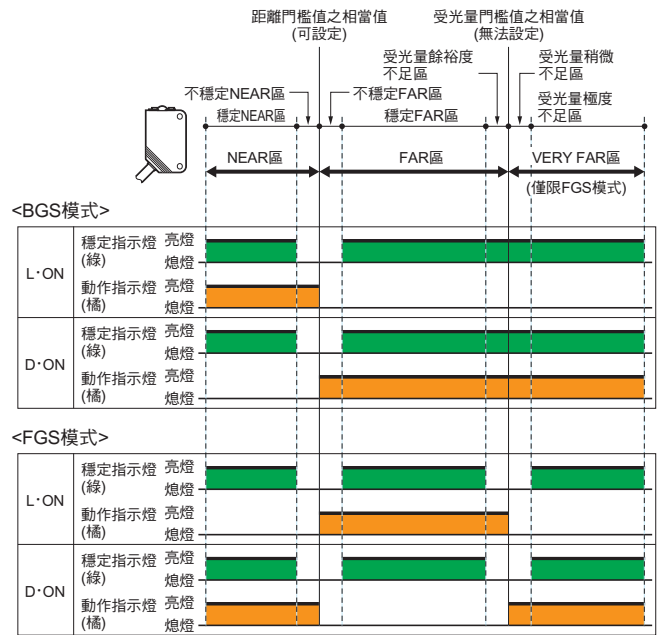 距離門檻值之相當值
(可設定)
受光量門檻值之相當值
(無法設定)
受光量餘裕度
不足區
受光量稍微
不足區
不穩定NEAR區
不穩定FAR區
受光量極度
不足區
穩定NEAR區
穩定FAR區
NEAR區
FAR區
VERY FAR區
(僅限FGS模式)
<BGS模式>
L･ON
穩定指示燈 亮燈
(綠) 熄燈
動作指示燈 亮燈
(橘) 熄燈
D･ON
穩定指示燈 亮燈
(綠) 熄燈
動作指示燈 亮燈
(橘) 熄燈
<FGS模式>
L･ON
穩定指示燈 亮燈
(綠) 熄燈
動作指示燈 亮燈
(橘) 熄燈
D･ON
穩定指示燈 亮燈
(綠) 熄燈
動作指示燈 亮燈
(橘) 熄燈